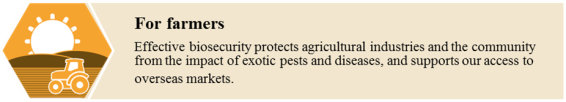 For farmers
Effective biosecurity protects agricultural industries and the community
from the impact of exotic pests and diseases, and supports our access to
overseas markets.